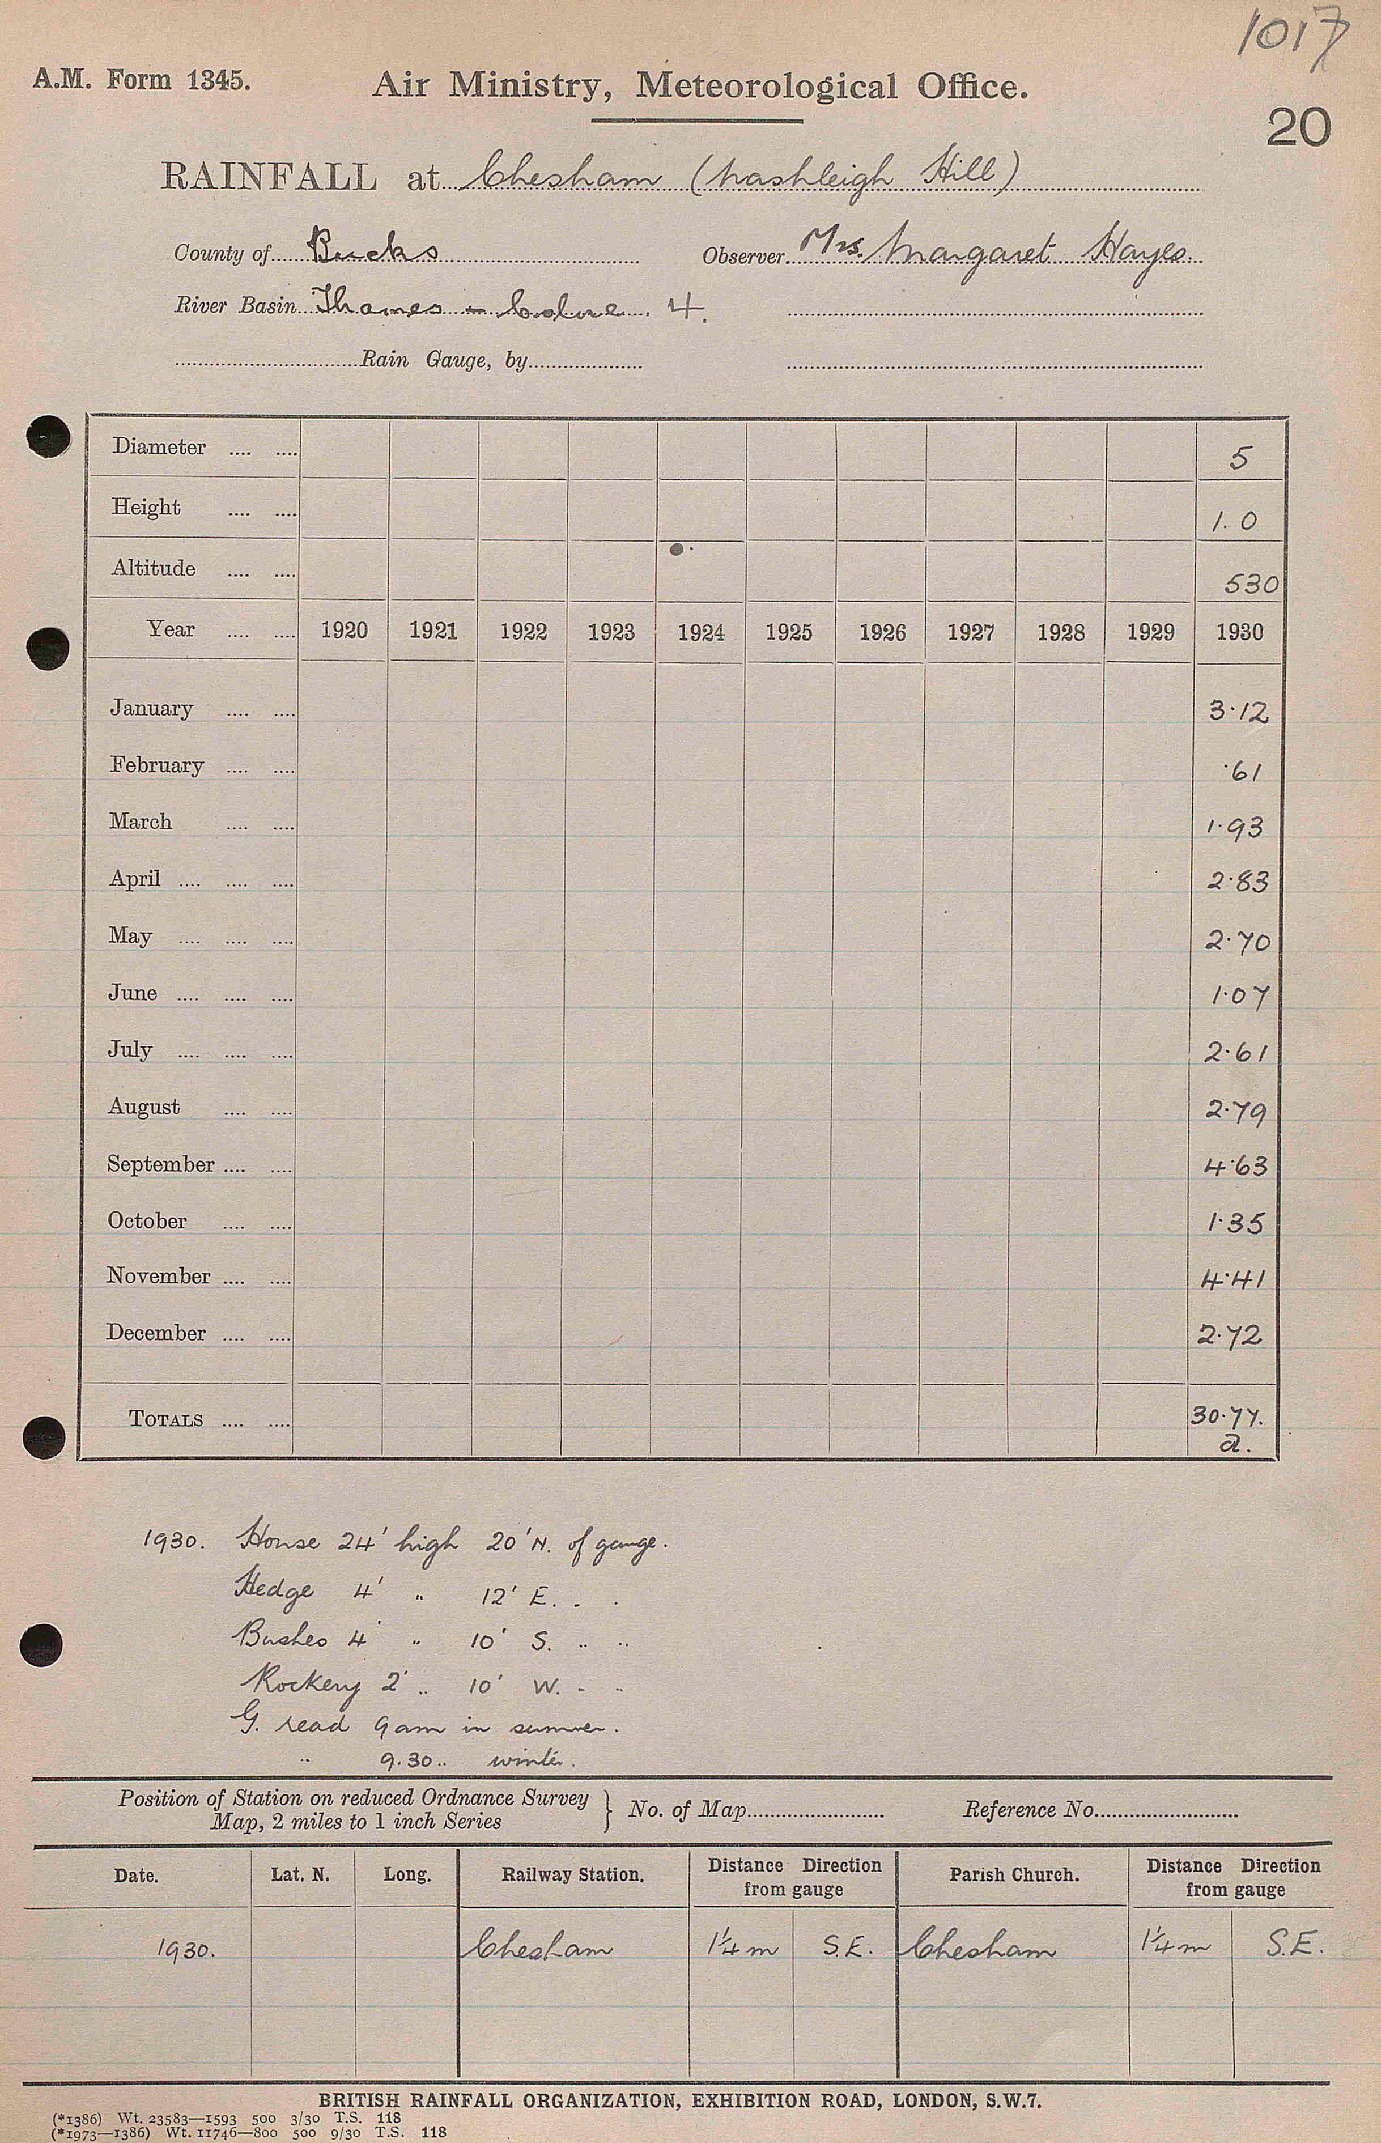 1017
A.M. Form 1345. Air Ministry, Meteorological Office.
20
RAINFALL at Chesham (Nashleigh Hill)
County of Bucks Observer Mrs. Margaret Hayes.
River Basin Thames - Colne. 4.
Rain Gauge, by
Diameter .... .... 5
Height .... .... 1.0
Altitude .... .... 530
Year .... .... 1920 1921 1922 1923 1924 1925 1926 1927 1928 1929 1930
January .... .... 3·12
February .... .... ·61
March .... .... 1·93
April .... .... .... 2·83
May .... .... .... 2·70
June .... .... .... 1·07
July .... .... .... 2·61
August .... .... 2·79
September .... .... 4·63
October .... .... 1·35
November .... .... 4·41
December .... .... 2·72
TOTALS .... .... 30·77.
a.
1930. House 24' high 20' N. of gauge.
Hedge 4' " 12' E. . .
Bushes 4' " 10' S. " "
Rockery 2' " 10' W. " "
G. read 9am in summer.
" 9.30 " winter.
Position of Station on reduced Ordnance Survey
Map, 2 miles to 1 inch Series } No. of Map Reference No.
Date. Lat. N. Long. Railway Station. Distance Direction from gauge Parish Church. Distance Direction from gauge
1930. Chesham 1¼ m S.E. Chesham 1¼ m S.E.
BRITISH RAINFALL ORGANIZATION, EXHIBITION ROAD, LONDON, S.W.7.
(*1386) Wt. 23583—1593 500 3/30 T.S. 118
(*1973—1386) Wt. 11746—800 500 9/30 T.S. 118